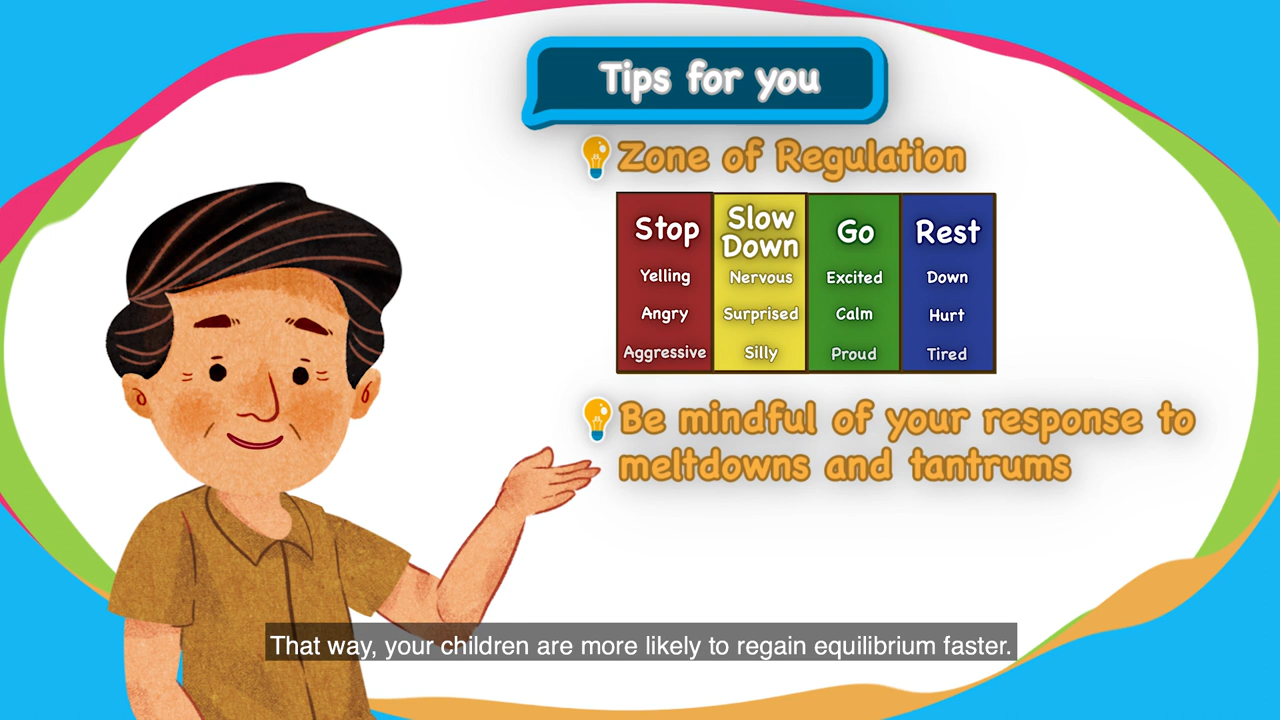 Tips for you
Zone of Regulation
Stop
Yelling
Angry
Aggressive
Slow
Down
Nervous
Surprised
Silly
Go
Excited
Calm
Proud
Rest
Down
Hurt
Tired
Be mindful of your response to
meltdowns and tantrums
That way, your children are more likely to regain equilibrium faster.